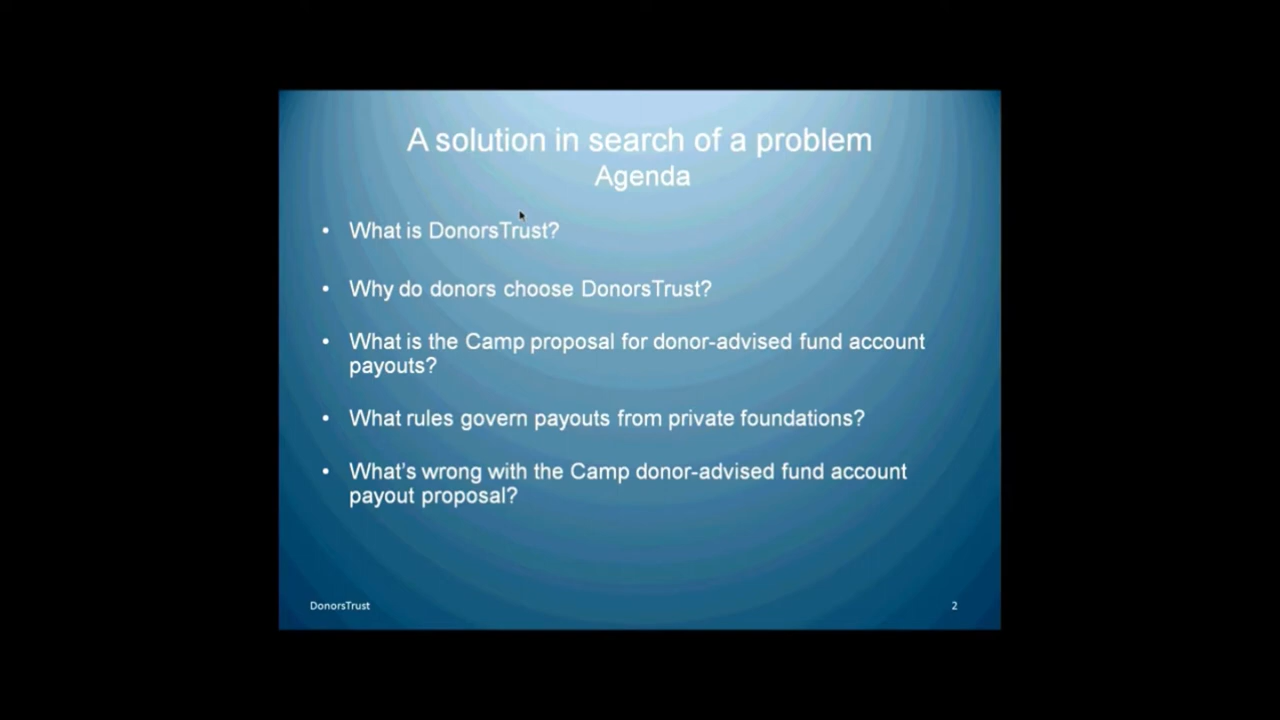 A solution in search of a problem
Agenda
• What is DonorsTrust?
• Why do donors choose DonorsTrust?
• What is the Camp proposal for donor-advised fund account
payouts?
• What rules govern payouts from private foundations?
• What’s wrong with the Camp donor-advised fund account
payout proposal?
DonorsTrust
2